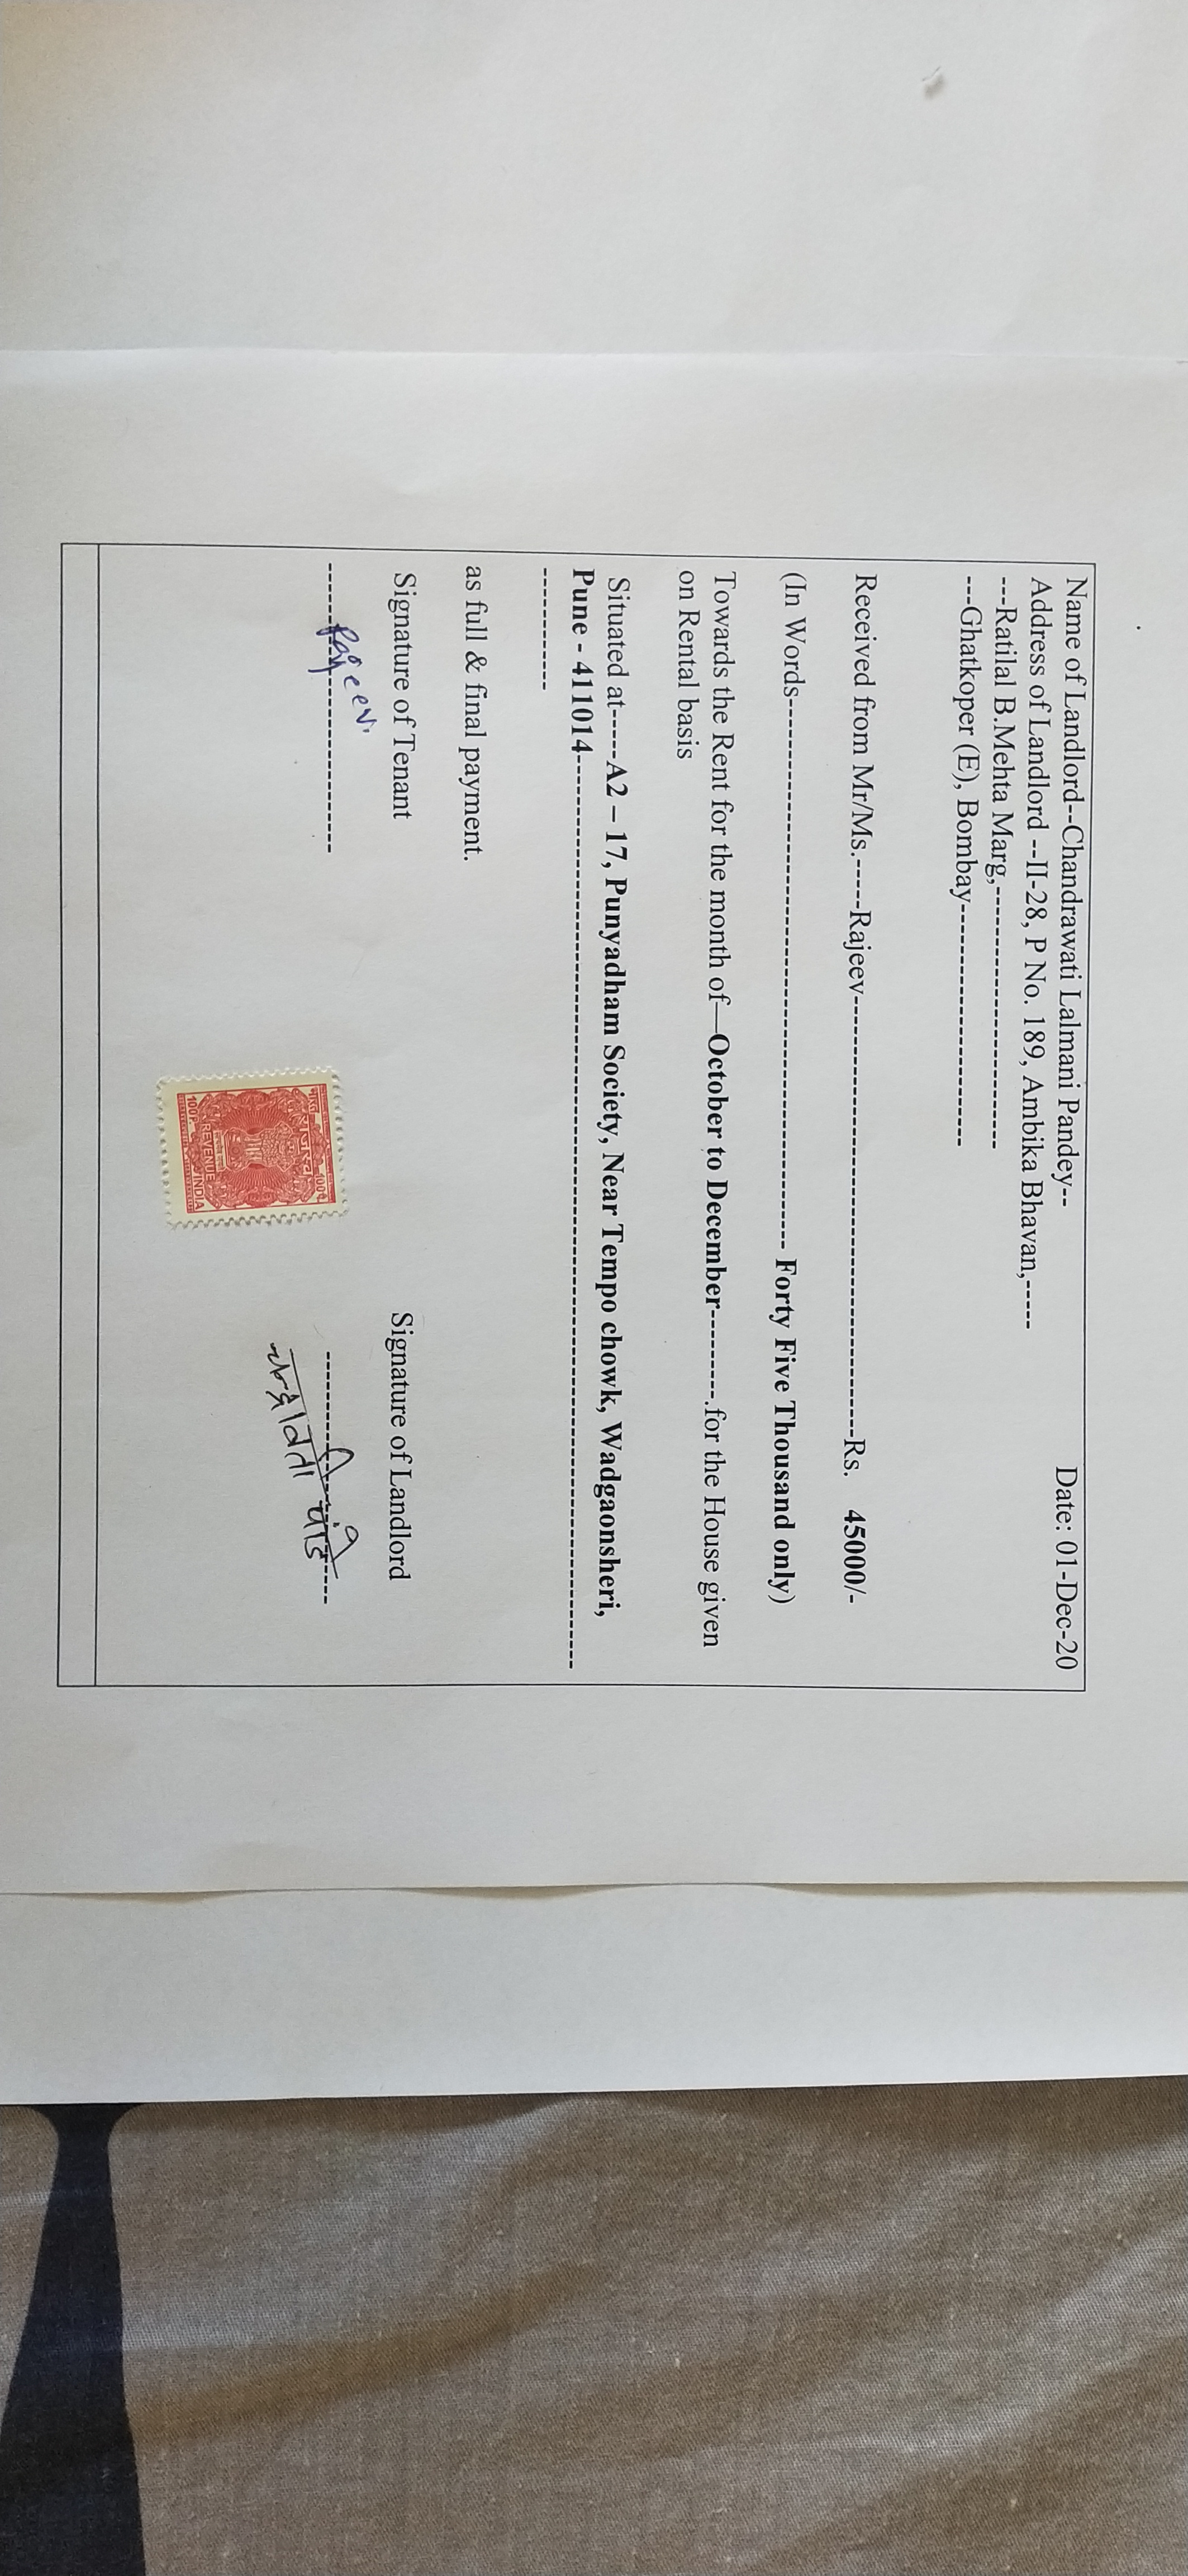 Name of Landlord--Chandrawati Lalmani Pandey-- Date: 01-Dec-20
Address of Landlord --II-28, P No. 189, Ambika Bhavan,-----
---Ratilal B.Mehta Marg,--------------------------
---Ghatkoper (E), Bombay------------------------
Received from Mr/Ms.-----Rajeev--------------------------------------------Rs. 45000/-
(In Words------------------------------------------------------- Forty Five Thousand only)
Towards the Rent for the month of—October to December---------.for the House given
on Rental basis
Situated at-----A2 – 17, Punyadham Society, Near Tempo chowk, Wadgaonsheri,
Pune - 411014---------------------------------------------------------------------------------------------
------------
as full & final payment.
Signature of Tenant Signature of Landlord
Rajeev
चन्द्रावती पांडे
भारत
राजस्व
100
REVENUE
INDIA
100